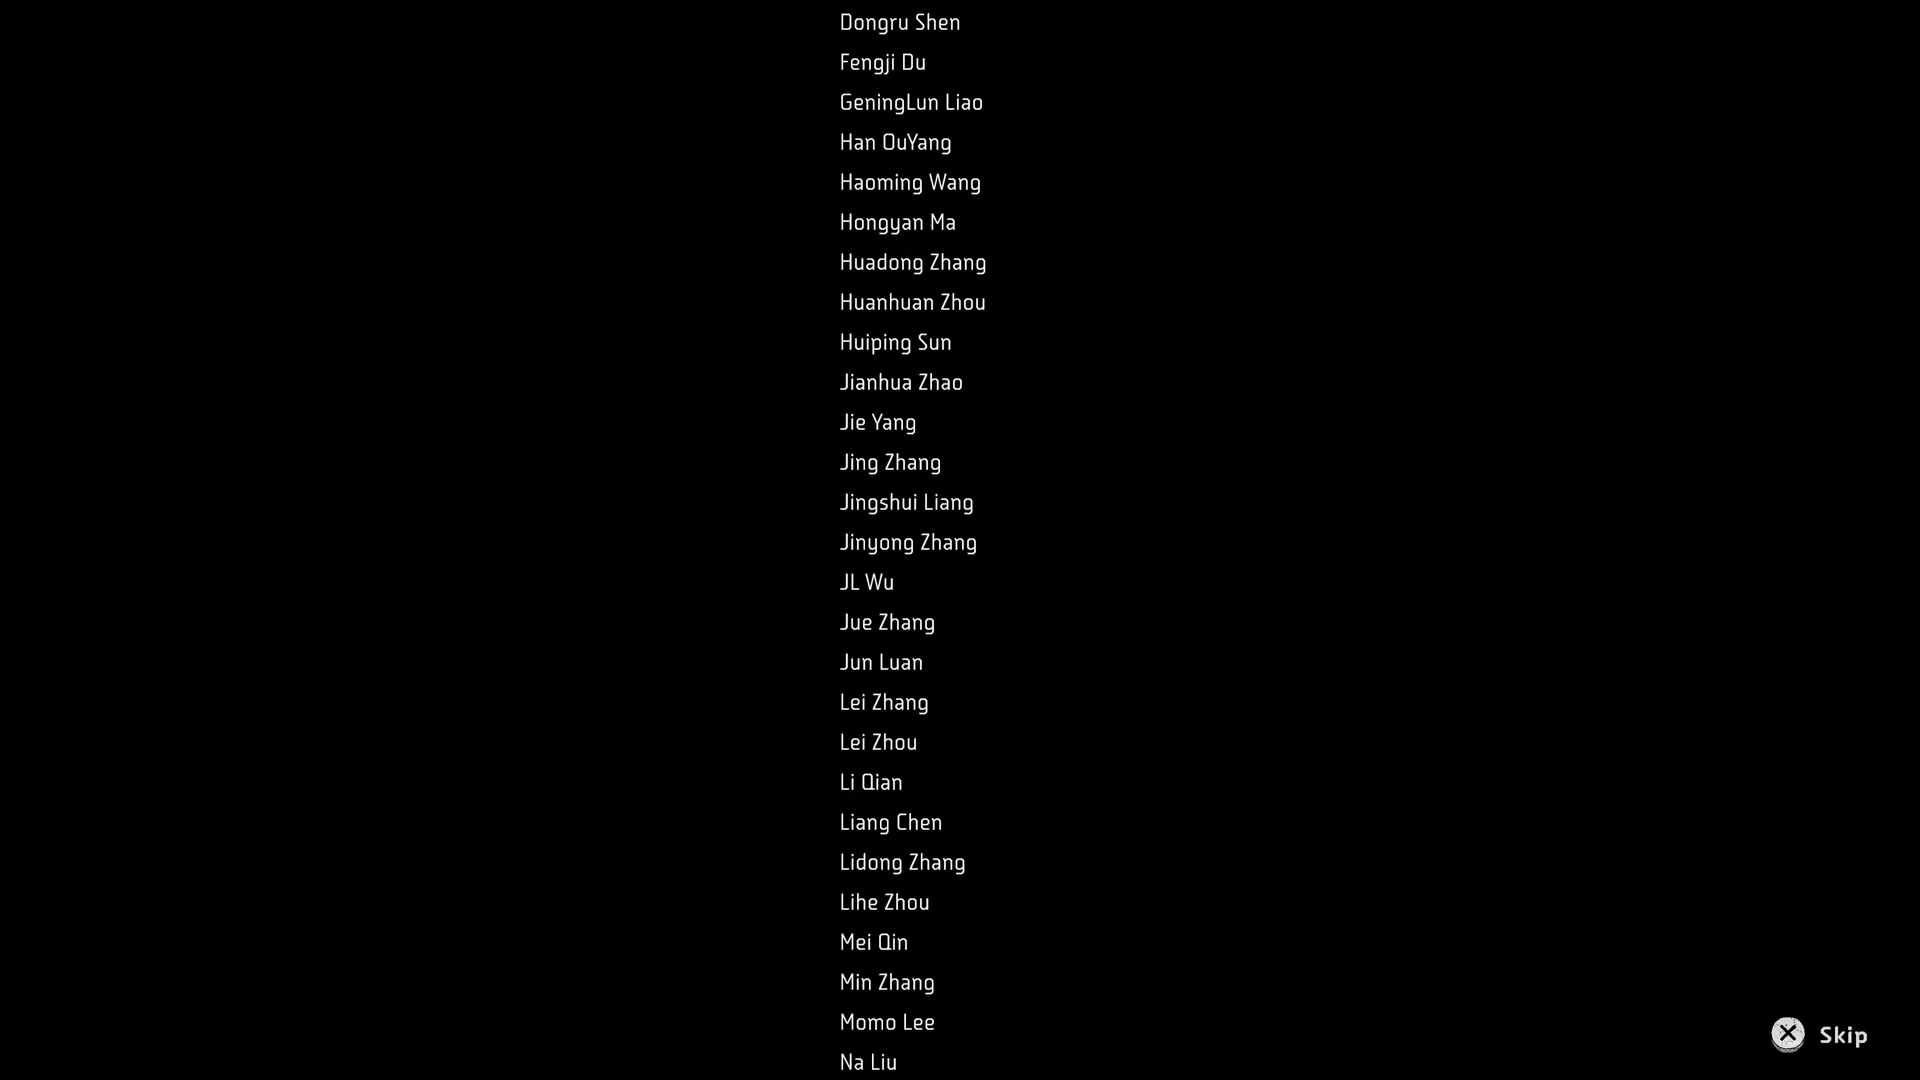 Dongru Shen
Fengji Du
GeningLun Liao
Han OuYang
Haoming Wang
Hongyan Ma
Huadong Zhang
Huanhuan Zhou
Huiping Sun
Jianhua Zhao
Jie Yang
Jing Zhang
Jingshui Liang
Jinyong Zhang
JL Wu
Jue Zhang
Jun Luan
Lei Zhang
Lei Zhou
Li Qian
Liang Chen
Lidong Zhang
Lihe Zhou
Mei Qin
Min Zhang
Momo Lee
Na Liu
Skip